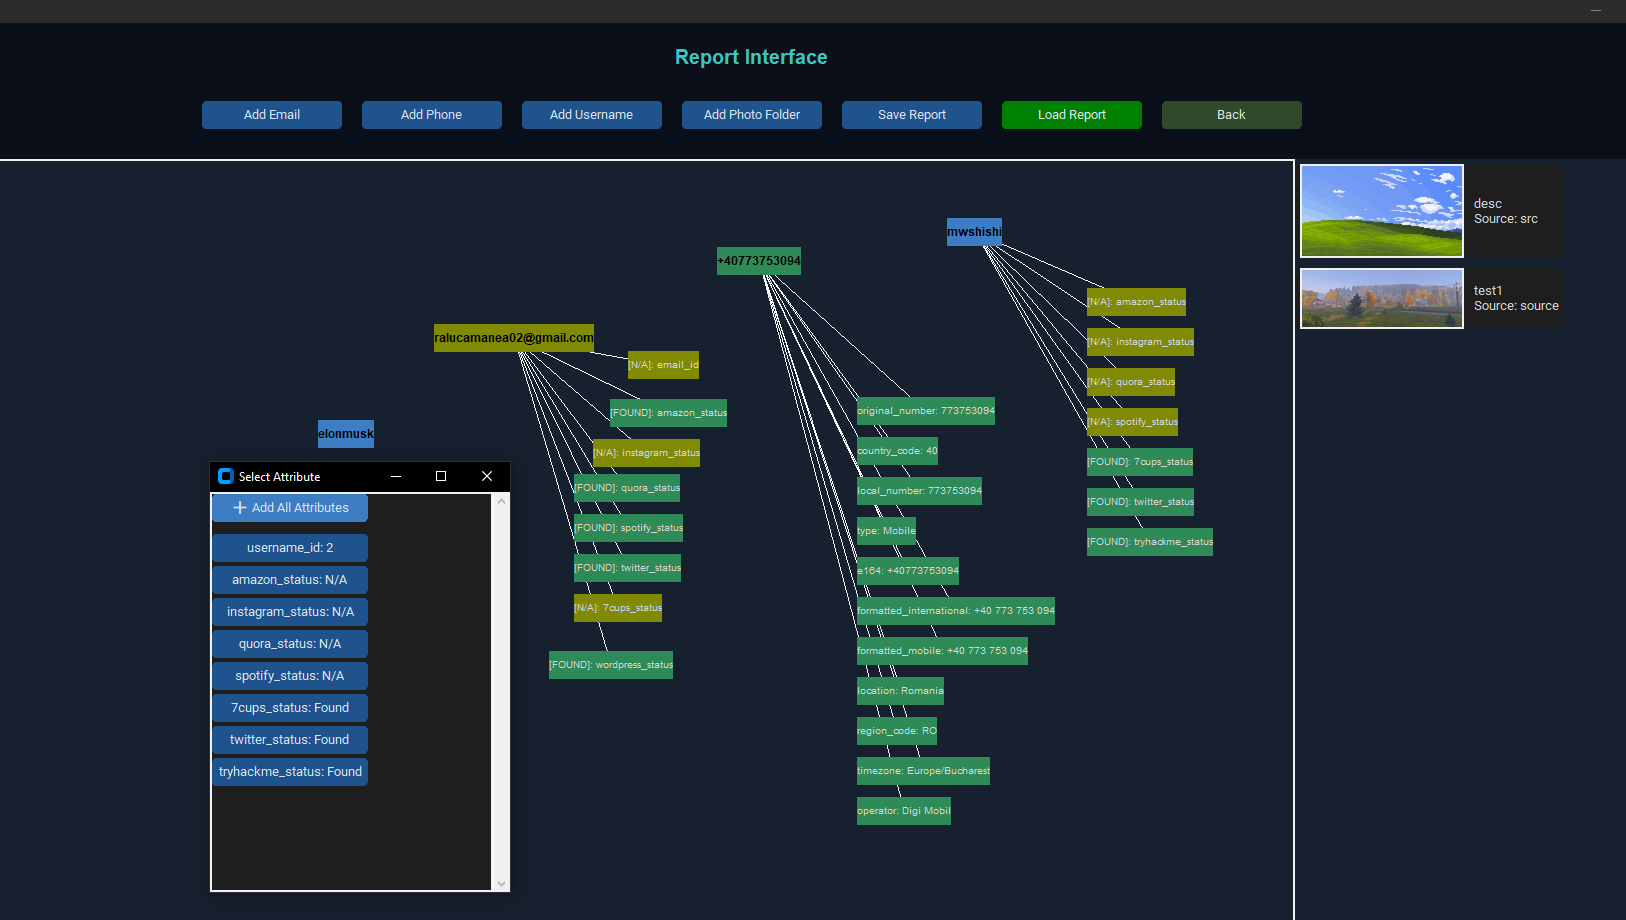 Report Interface
Add Email
Add Phone
Add Username
Add Photo Folder
Save Report
Load Report
Back
desc
Source: src
test1
Source: source
mwshishi
[N/A]: amazon_status
[N/A]: instagram_status
[N/A]: quora_status
[N/A]: spotify_status
[FOUND]: 7cups_status
[FOUND]: twitter_status
[FOUND]: tryhackme_status
+40773753094
original_number: 773753094
country_code: 40
local_number: 773753094
type: Mobile
e164: +40773753094
formatted_international: +40 773 753 094
formatted_mobile: +40 773 753 094
location: Romania
region_code: RO
timezone: Europe/Bucharest
operator: Digi Mobil
ralucamanea02@gmail.com
[N/A]: email_id
[FOUND]: amazon_status
[N/A]: instagram_status
[FOUND]: quora_status
[FOUND]: spotify_status
[FOUND]: twitter_status
[N/A]: 7cups_status
[FOUND]: wordpress_status
elonmusk
Select Attribute
Add All Attributes
username_id: 2
amazon_status: N/A
instagram_status: N/A
quora_status: N/A
spotify_status: N/A
7cups_status: Found
twitter_status: Found
tryhackme_status: Found